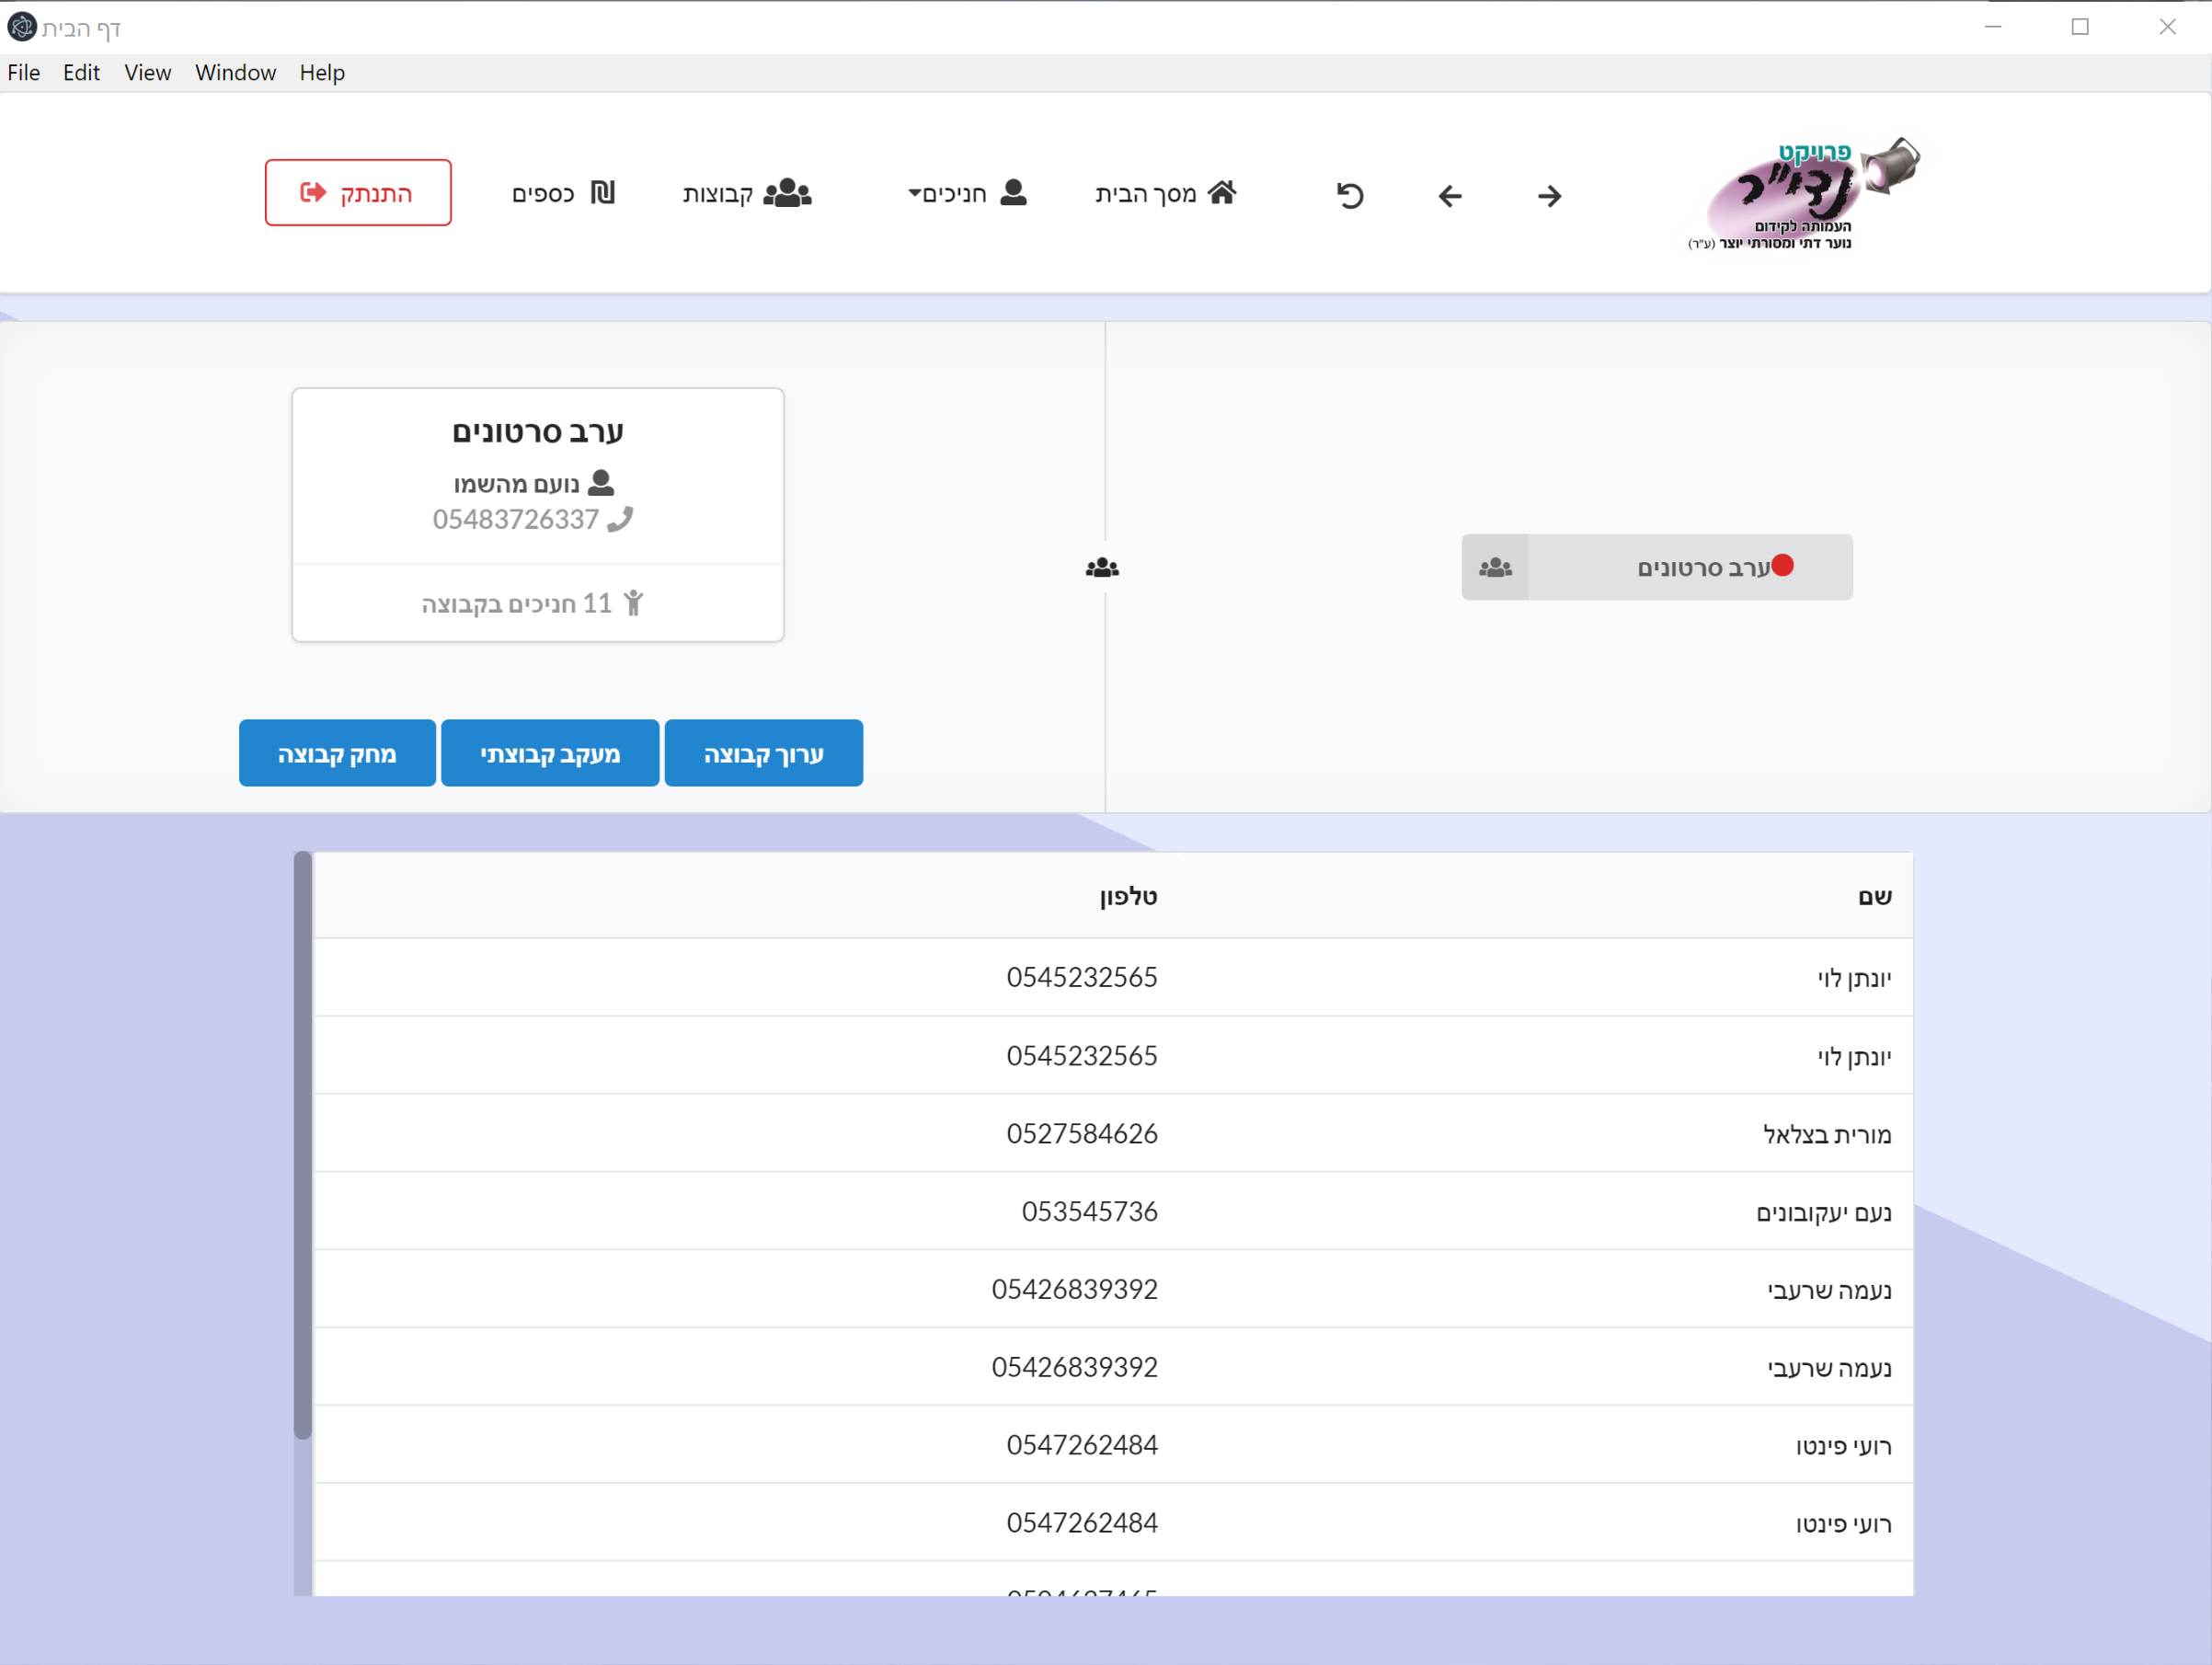 דף הבית
File Edit View Window Help
פרויקט
נדי"ר
העמותה לקידום
נוער דתי ומסורתי יוצר (ע"ר)
מסך הבית
חניכים
קבוצות
כספים
התנתק
ערב סרטונים
ערב סרטונים
נועם מהשמו
05483726337
11 חניכים בקבוצה
ערוך קבוצה
מעקב קבוצתי
מחק קבוצה
שם טלפון
יונתן לוי 0545232565
יונתן לוי 0545232565
מורית בצלאל 0527584626
נעם יעקובונים 053545736
נעמה שרעבי 05426839392
נעמה שרעבי 05426839392
רועי פינטו 0547262484
רועי פינטו 0547262484